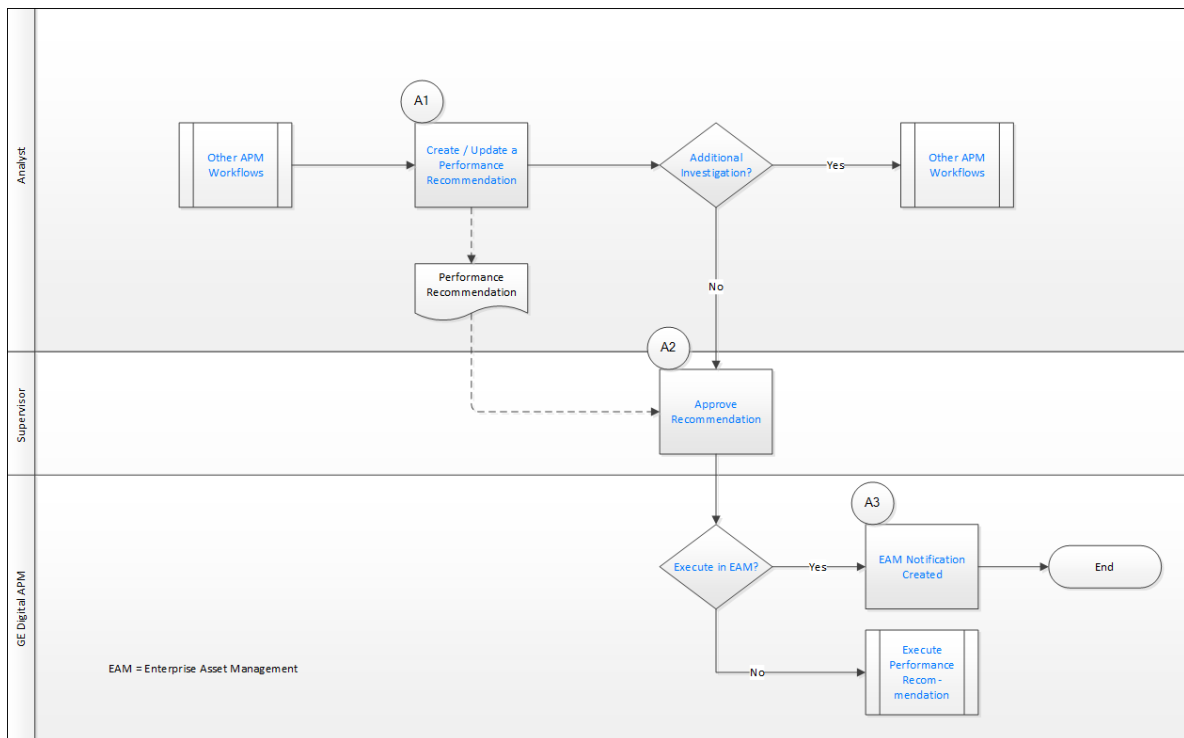 Analyst
A1
Other APM
Workflows
Create / Update a
Performance
Recommendation
Additional
Investigation?
Yes
Other APM
Workflows
Performance
Recommendation
No
Supervisor
A2
Approve
Recommendation
GE Digital APM
A3
Execute in EAM?
Yes
EAM Notification
Created
End
No
Execute
Performance
Recom-
mendation
EAM = Enterprise Asset Management